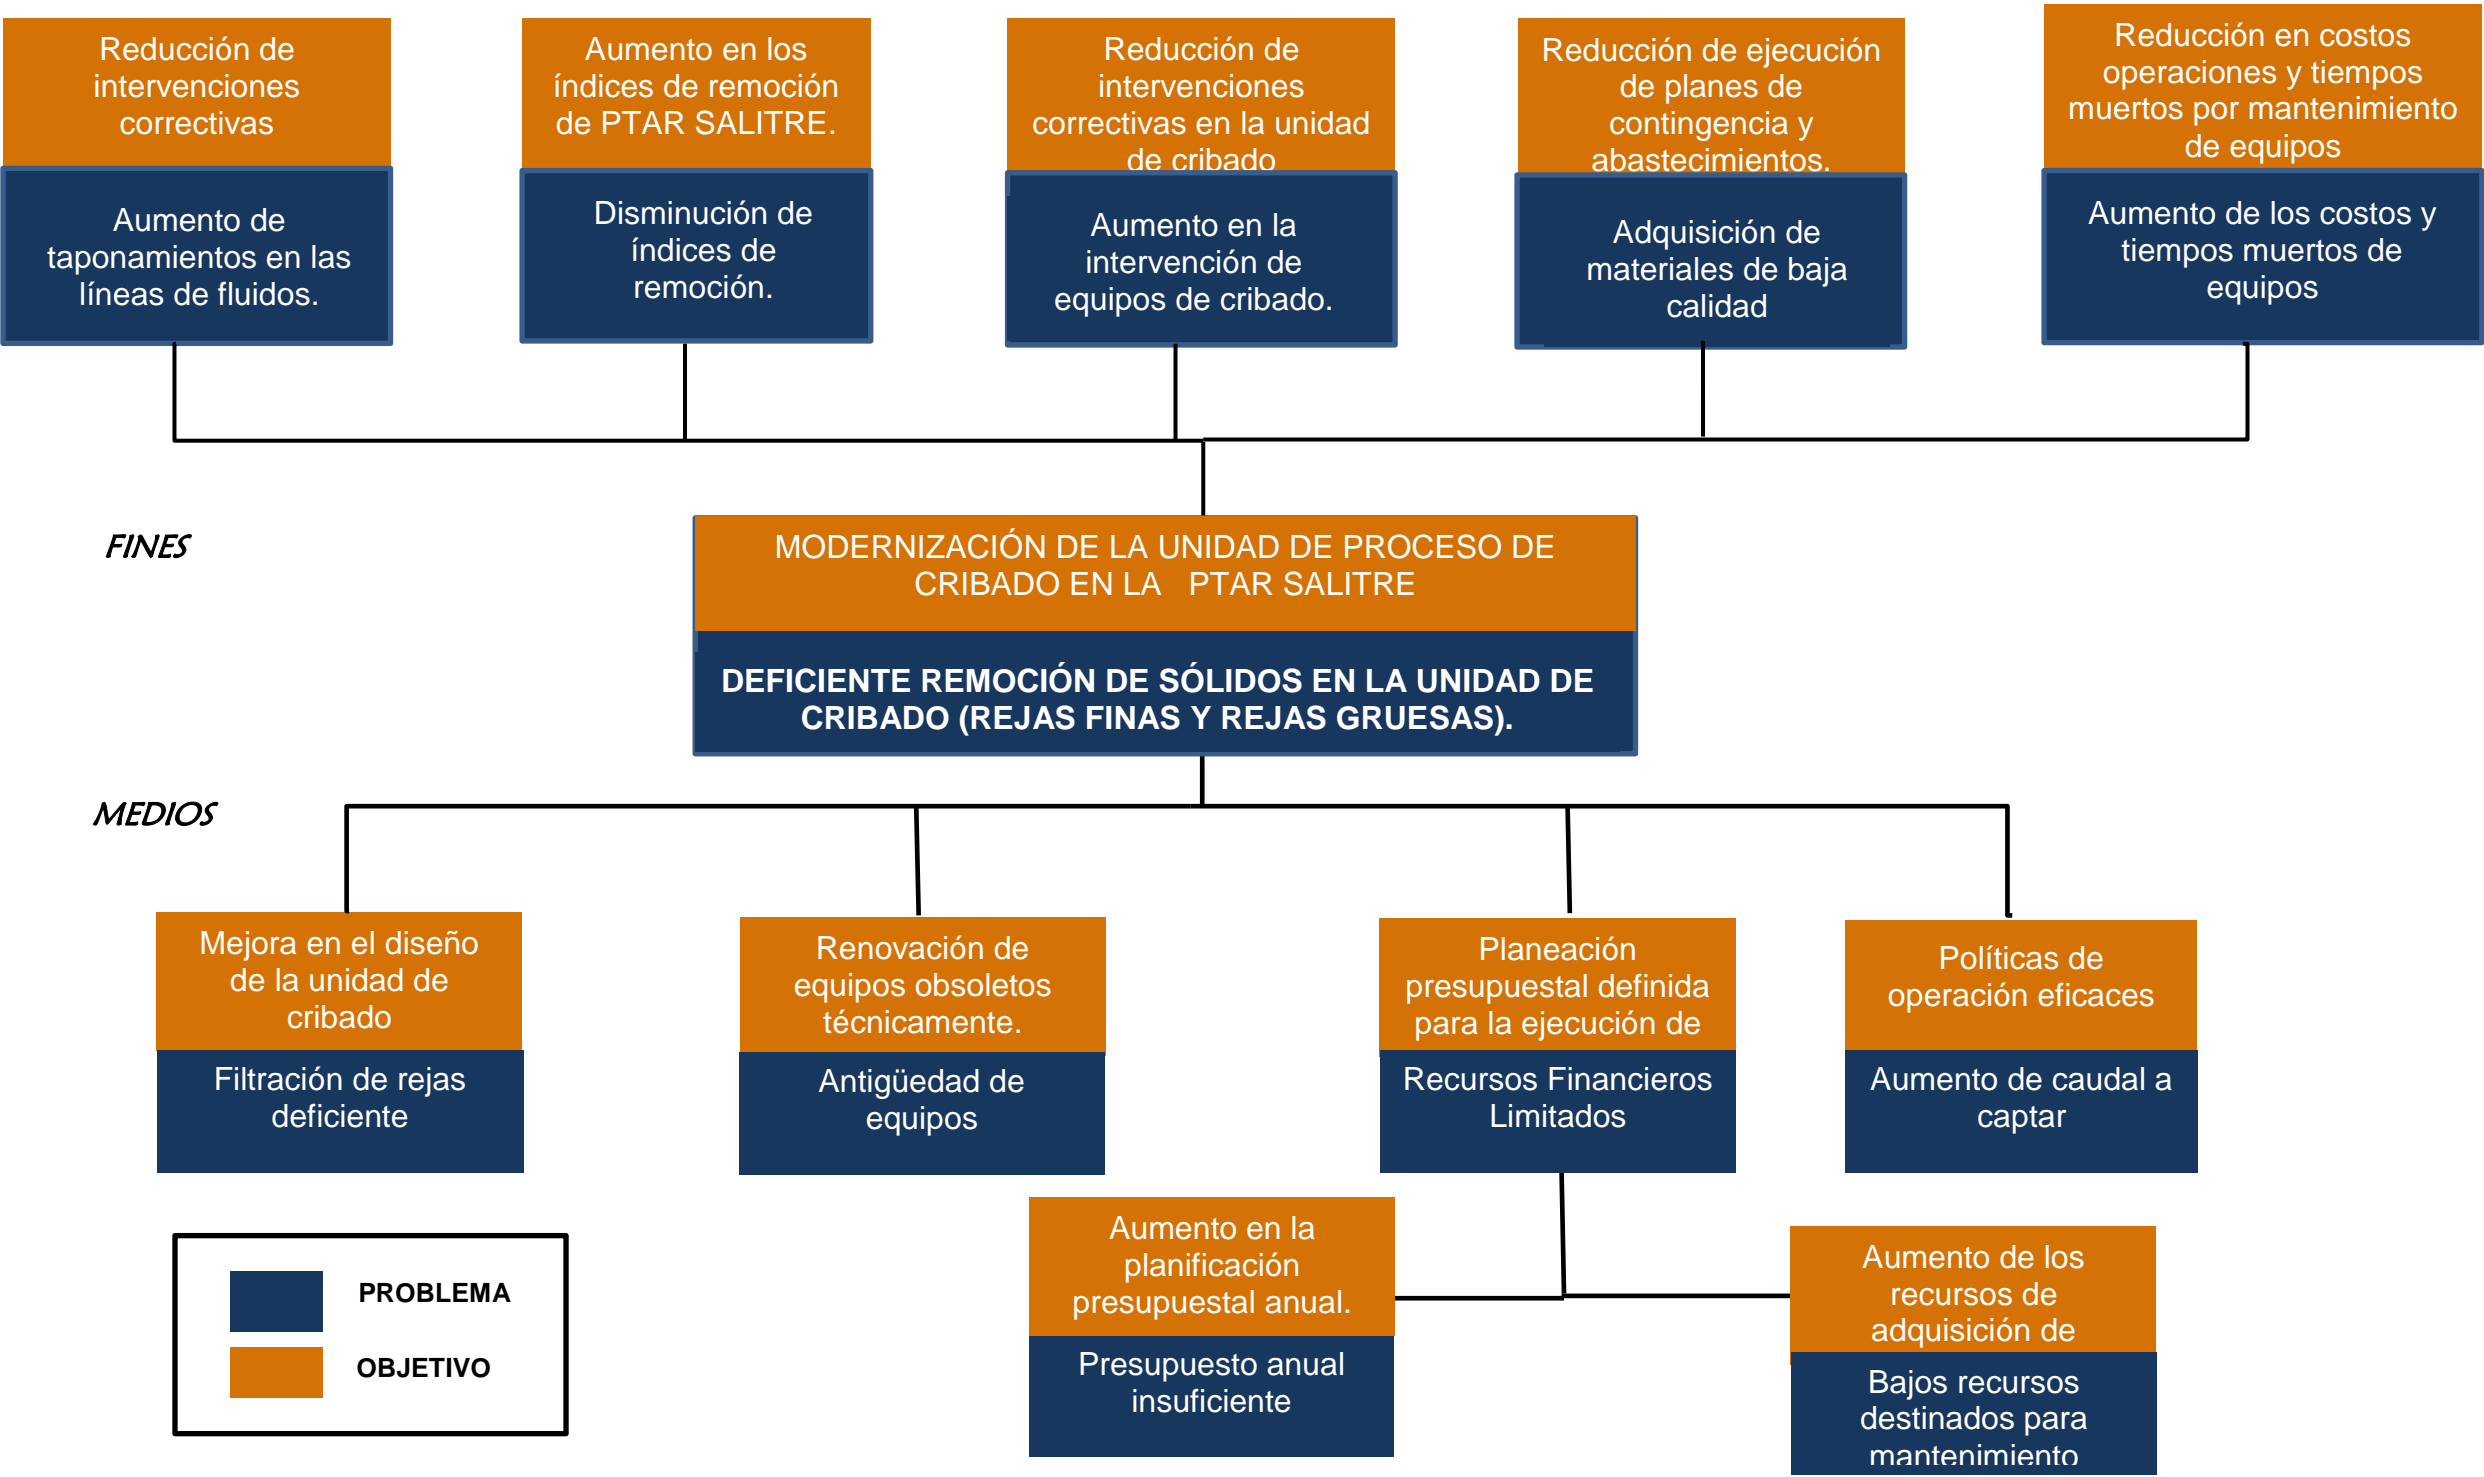 Reducción de
intervenciones
correctivas
Aumento de
taponamientos en las
líneas de fluidos.
Aumento en los
índices de remoción
de PTAR SALITRE.
Disminución de
índices de
remoción.
Reducción de
intervenciones
correctivas en la unidad
de cribado
Aumento en la
intervención de
equipos de cribado.
Reducción de ejecución
de planes de
contingencia y
abastecimientos.
Adquisición de
materiales de baja
calidad
Reducción en costos
operaciones y tiempos
muertos por mantenimiento
de equipos
Aumento de los costos y
tiempos muertos de
equipos
FINES
MODERNIZACIÓN DE LA UNIDAD DE PROCESO DE
CRIBADO EN LA PTAR SALITRE
DEFICIENTE REMOCIÓN DE SÓLIDOS EN LA UNIDAD DE
CRIBADO (REJAS FINAS Y REJAS GRUESAS).
MEDIOS
Mejora en el diseño
de la unidad de
cribado
Filtración de rejas
deficiente
Renovación de
equipos obsoletos
técnicamente.
Antigüedad de
equipos
Planeación
presupuestal definida
para la ejecución de
Recursos Financieros
Limitados
Políticas de
operación eficaces
Aumento de caudal a
captar
Aumento en la
planificación
presupuestal anual.
Presupuesto anual
insuficiente
Aumento de los
recursos de
adquisición de
Bajos recursos
destinados para
mantenimiento
PROBLEMA
OBJETIVO